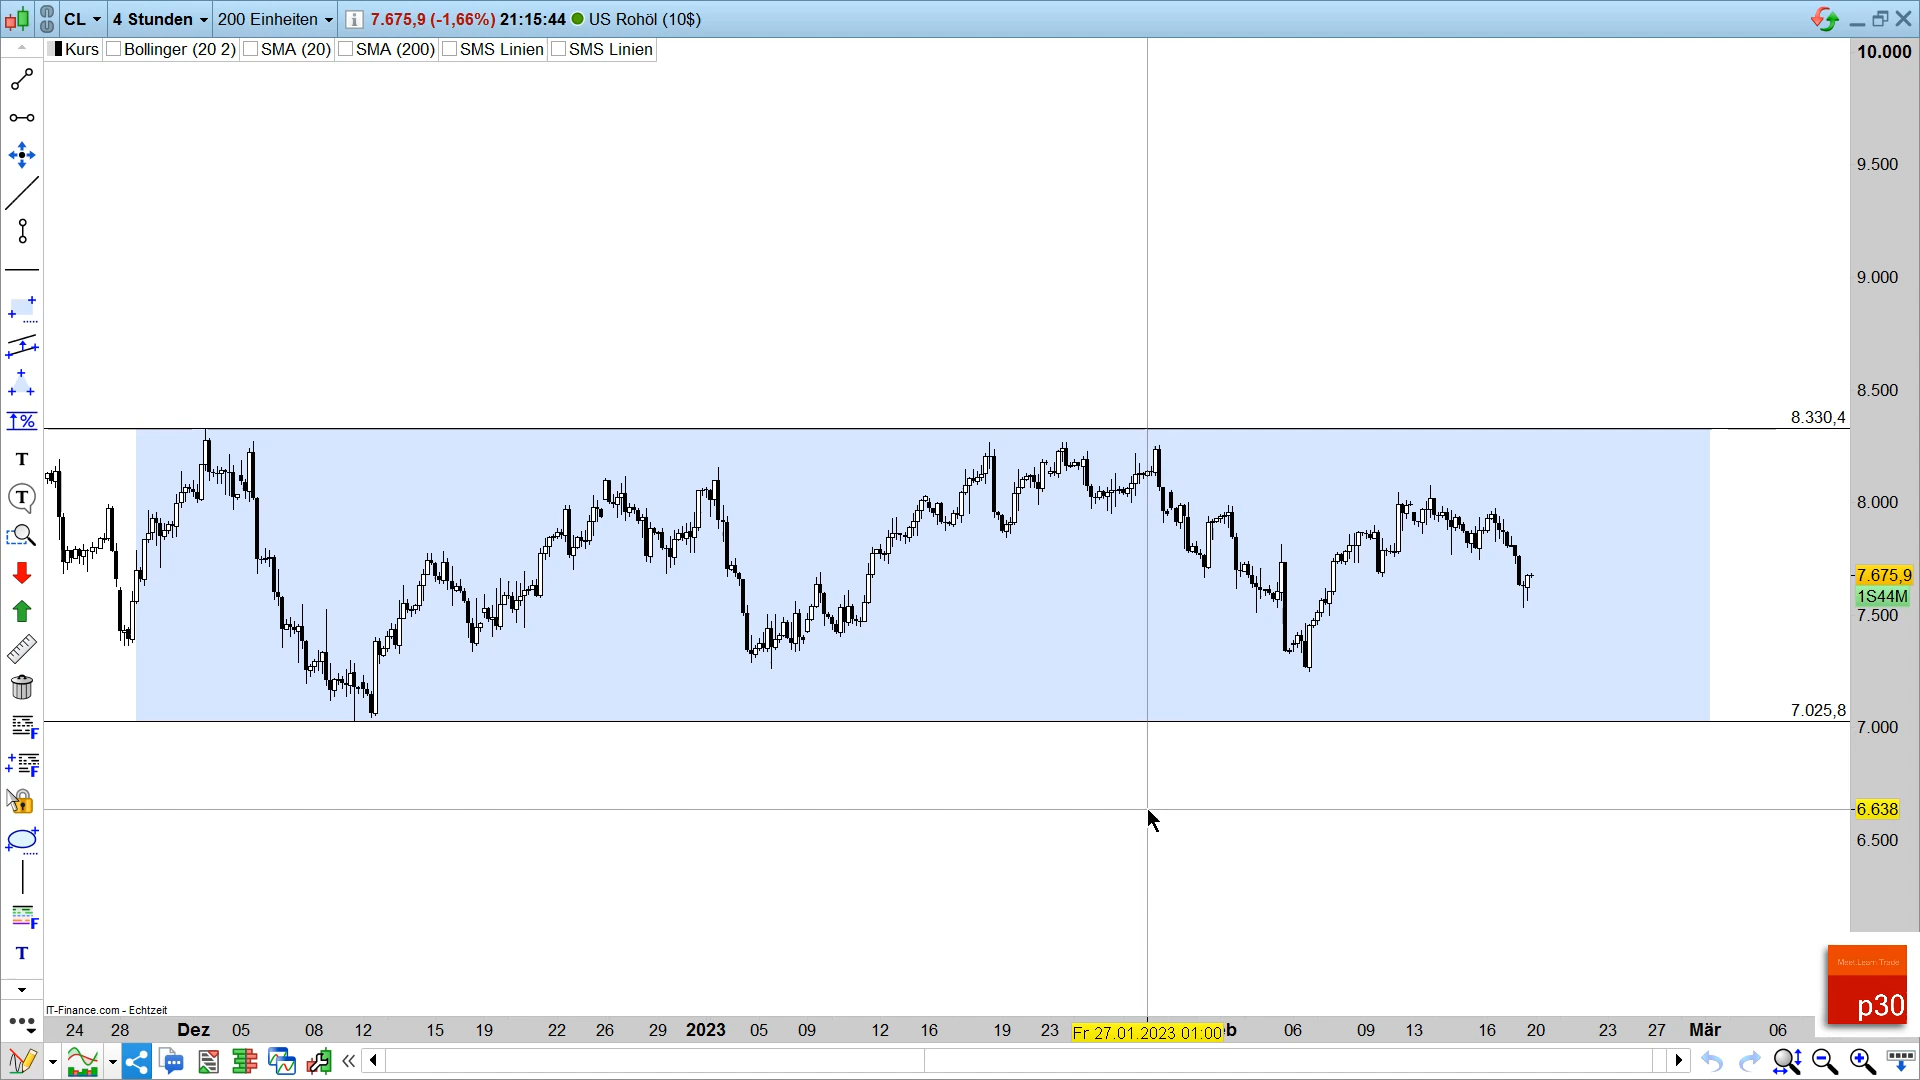 CL 4 Stunden 200 Einheiten 7.675,9 (-1,66%) 21:15:44 US Rohöl (10$)
Kurs Bollinger (20 2) SMA (20) SMA (200) SMS Linien SMS Linien
10.000
9.500
9.000
8.500
8.330,4
8.000
7.675,9
1S44M
7.500
7.025,8
7.000
6.638
6.500
%
T
T
F
F
F
T
Meet Learn Trade
p30
IT-Finance.com - Echtzeit
24 28 Dez 05 08 12 15 19 22 26 29 2023 05 09 12 16 19 23 Fr 27.01.2023 01:00 b 06 09 13 16 20 23 27 Mär 06